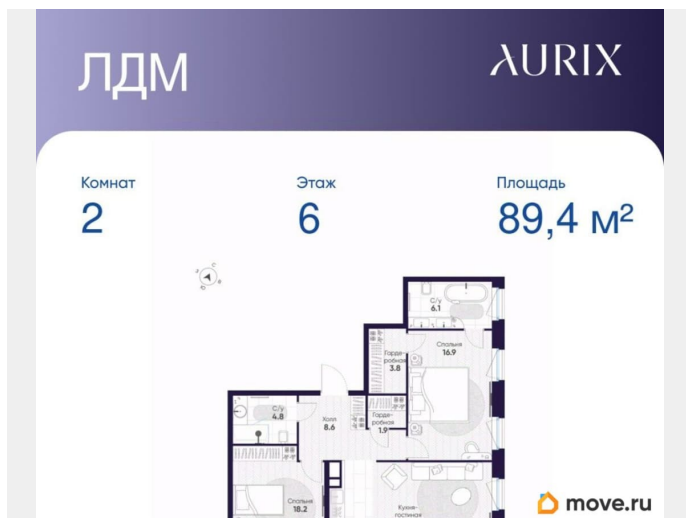 ЛДМ
AURIX
Комнат
Этаж
Площадь
2
6
89,4 м²
С
В
Ю
С/у
6.1
Гарде-
робная
3.8
Спальня
16.9
С/у
4.8
Холл
8.6
Гарде-
робная
1.9
Спальня
18.2
Кухня-
гостиная
move.ru